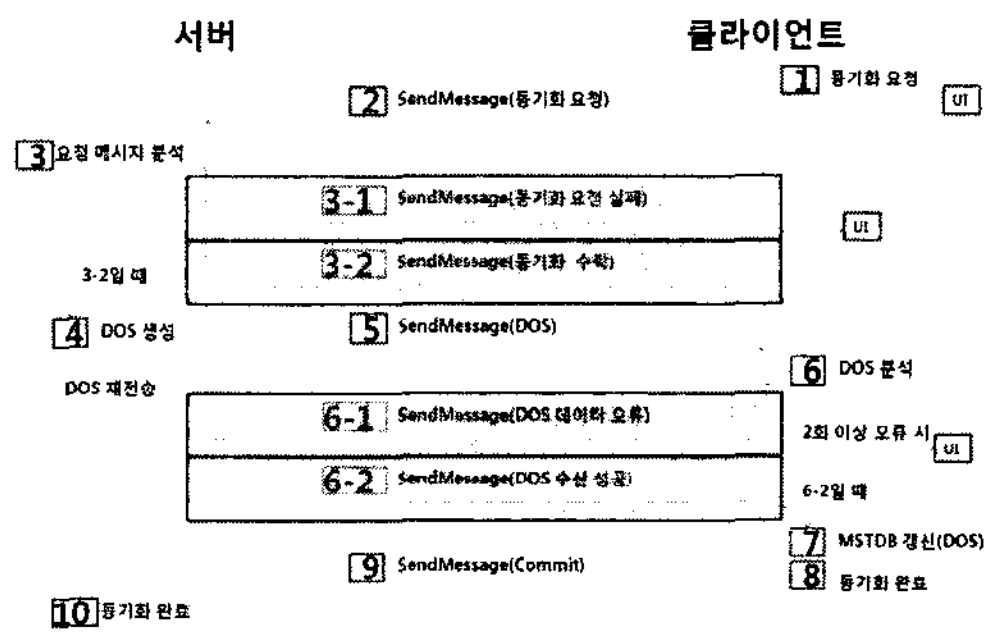 서버
클라이언트
1 동기화 요청
UI
2 SendMessage(동기화 요청)
3 요청 메시지 분석
3-1 SendMessage(동기화 요청 실패)
UI
3-2 SendMessage(동기화 수락)
3-2일 때
4 DOS 생성
5 SendMessage(DOS)
6 DOS 분석
DOS 재전송
6-1 SendMessage(DOS 데이타 오류)
2회 이상 오류 시
UI
6-2 SendMessage(DOS 수신 성공)
6-2일 때
7 MSTDB 갱신(DOS)
9 SendMessage(Commit)
8 동기화 완료
10 동기화 완료